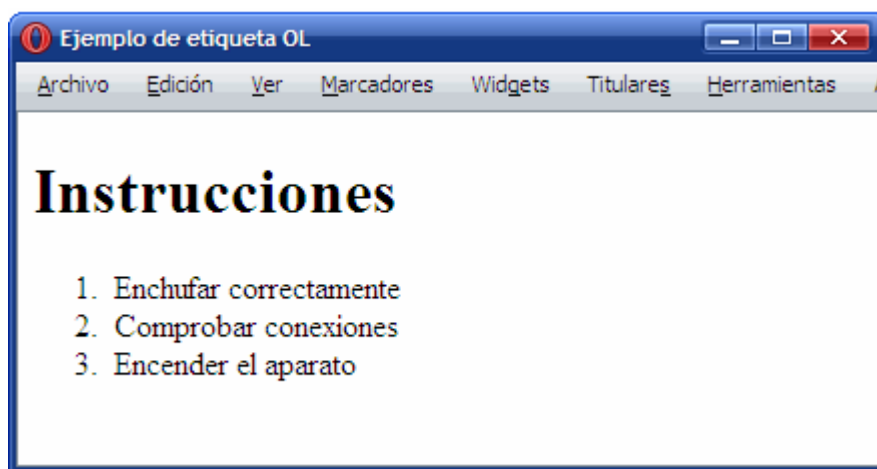 Ejemplo de etiqueta OL
Archivo Edición Ver Marcadores Widgets Titulares Herramientas
Instrucciones
1. Enchufar correctamente
2. Comprobar conexiones
3. Encender el aparato